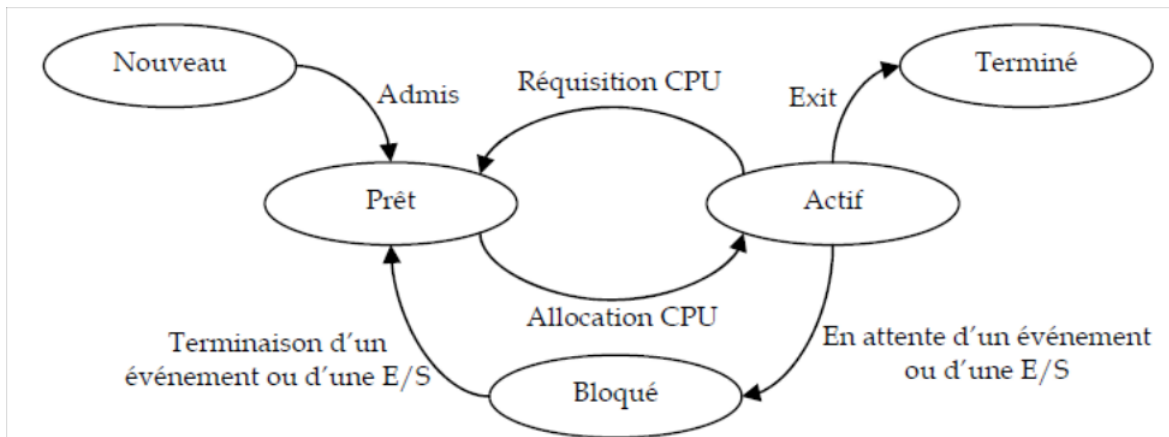 Nouveau
Terminé
Admis
Réquisition CPU
Exit
Prêt
Actif
Allocation CPU
Terminaison d'un
événement ou d'une E/S
Bloqué
En attente d'un événement
ou d'une E/S